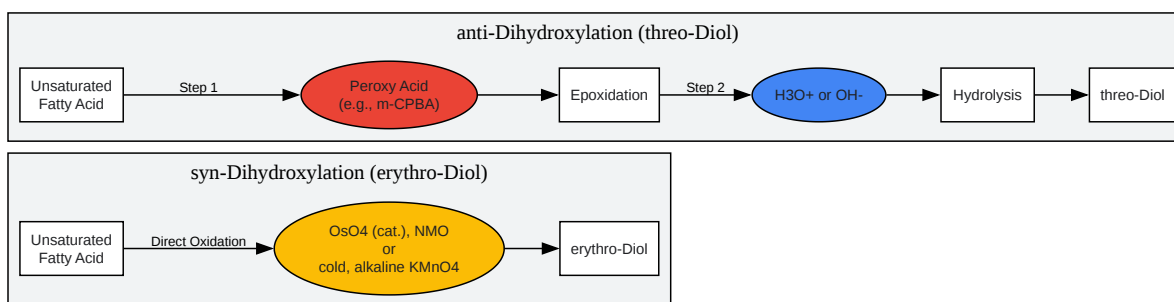 anti-Dihydroxylation (threo-Diol)
Unsaturated
Fatty Acid
Step 1
Peroxy Acid
(e.g., m-CPBA)
Epoxidation
Step 2
H3O+ or OH-
Hydrolysis
threo-Diol
syn-Dihydroxylation (erythro-Diol)
Unsaturated
Fatty Acid
Direct Oxidation
OsO4 (cat.), NMO
or
cold, alkaline KMnO4
erythro-Diol